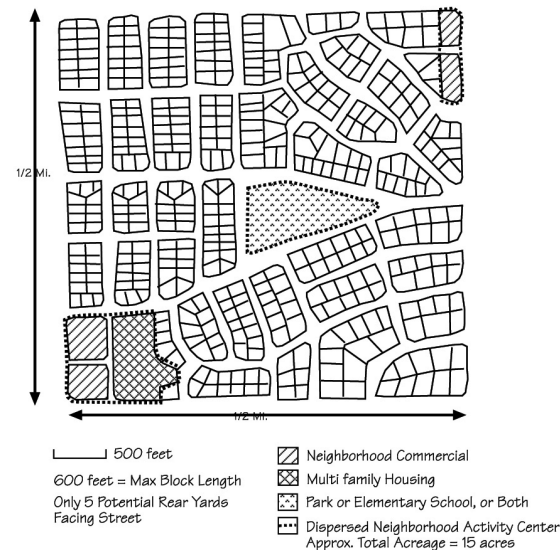 1/2 Mi.
1/2 Mi.
500 feet
600 feet = Max Block Length
Only 5 Potential Rear Yards
Facing Street
Neighborhood Commercial
Multi family Housing
Park or Elementary School, or Both
Dispersed Neighborhood Activity Center
Approx. Total Acreage = 15 acres